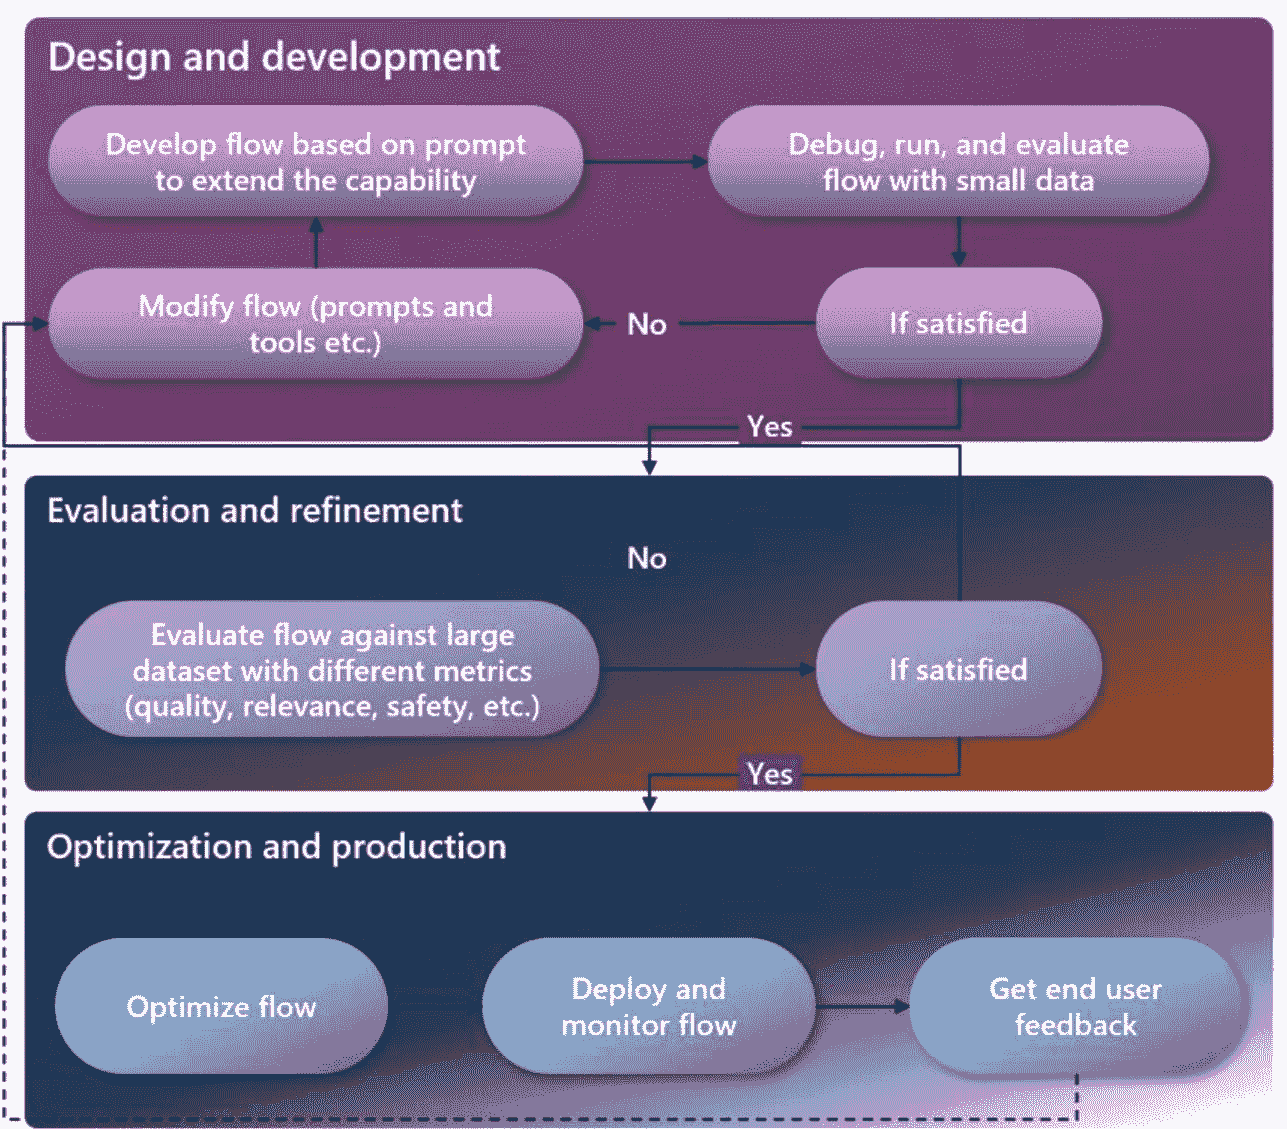 Design and development
Develop flow based on prompt
to extend the capability
Debug, run, and evaluate
flow with small data
Modify flow (prompts and
tools etc.)
No
If satisfied
Yes
Evaluation and refinement
No
Evaluate flow against large
dataset with different metrics
(quality, relevance, safety, etc.)
If satisfied
Yes
Optimization and production
Optimize flow
Deploy and
monitor flow
Get end user
feedback